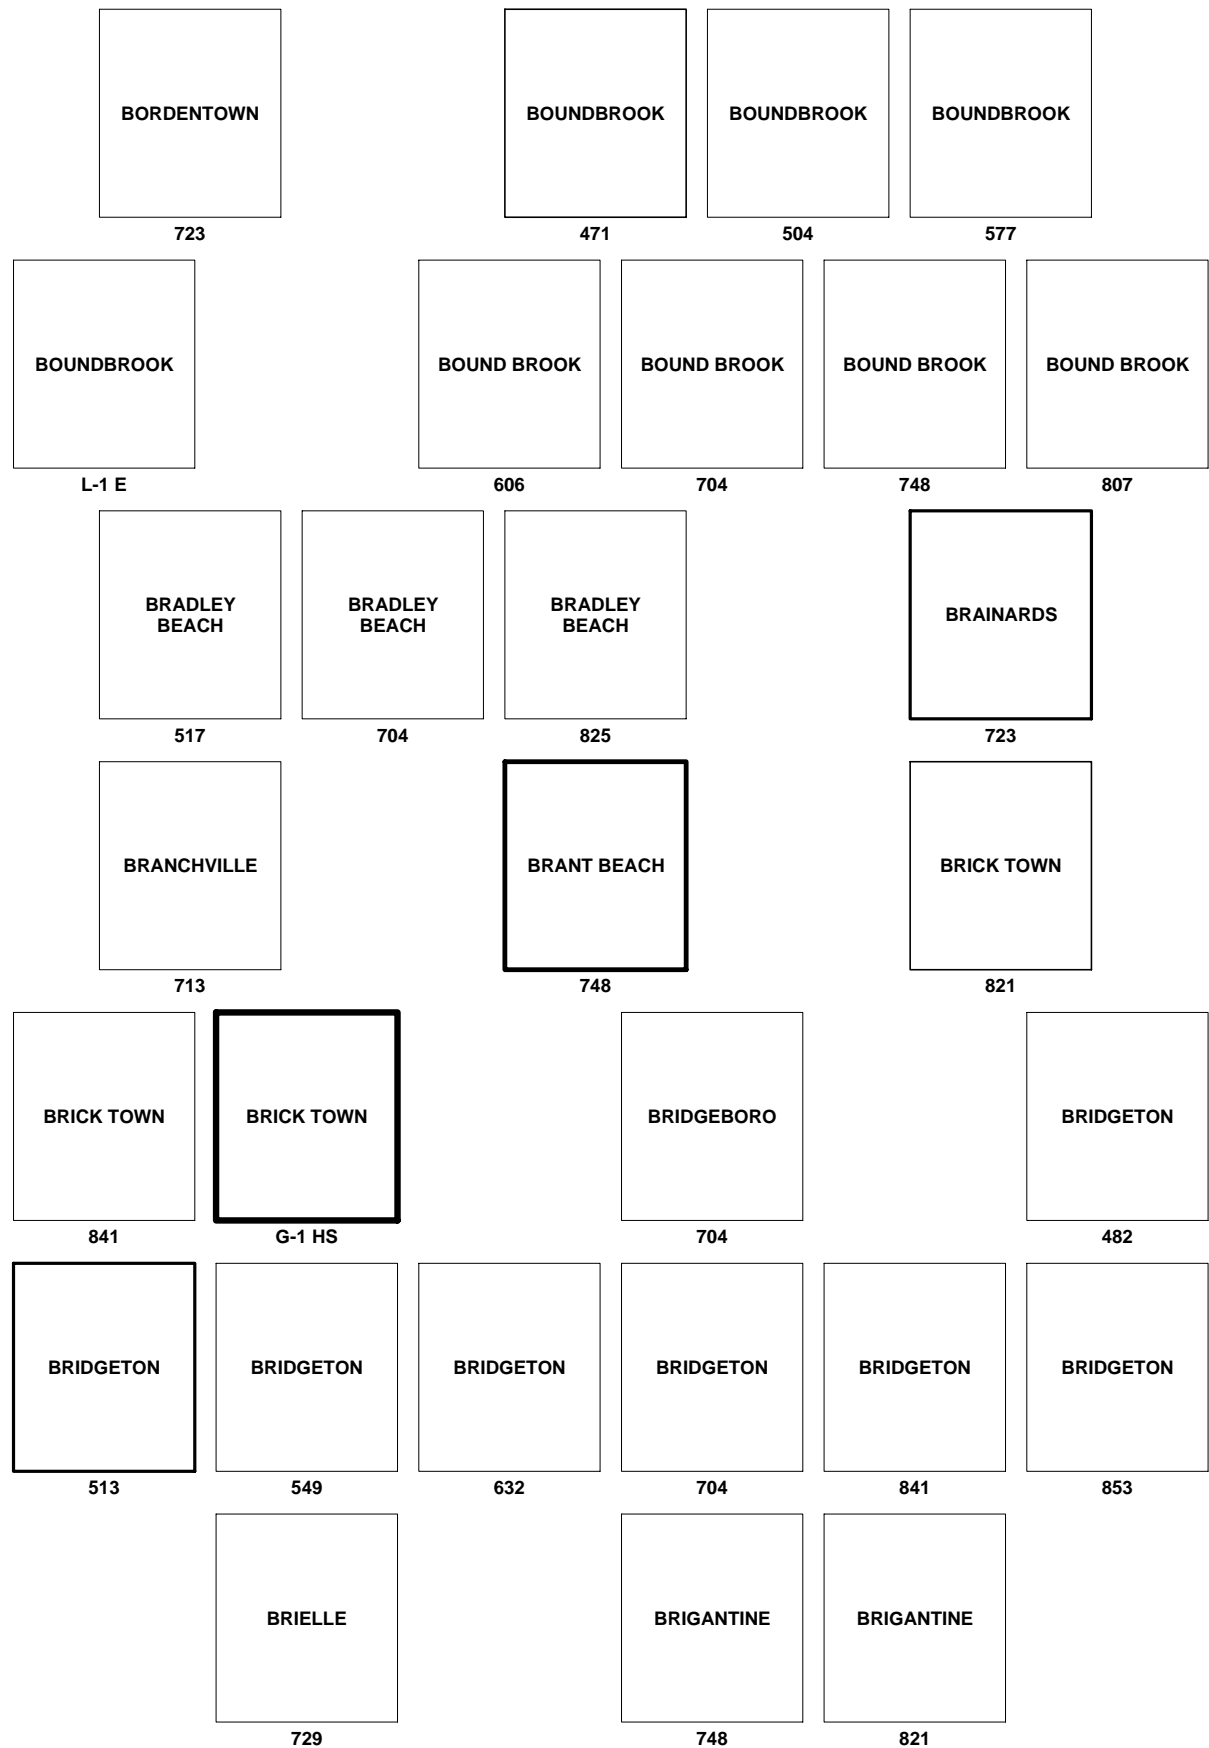 BORDENTOWN
BOUNDBROOK
BOUNDBROOK
BOUNDBROOK
723
471
504
577
BOUNDBROOK
BOUND BROOK
BOUND BROOK
BOUND BROOK
BOUND BROOK
L-1 E
606
704
748
807
BRADLEY
BEACH
BRADLEY
BEACH
BRADLEY
BEACH
BRAINARDS
517
704
825
723
BRANCHVILLE
BRANT BEACH
BRICK TOWN
713
748
821
BRICK TOWN
BRICK TOWN
BRIDGEBORO
BRIDGETON
841
G-1 HS
704
482
BRIDGETON
BRIDGETON
BRIDGETON
BRIDGETON
BRIDGETON
BRIDGETON
513
549
632
704
841
853
BRIELLE
BRIGANTINE
BRIGANTINE
729
748
821